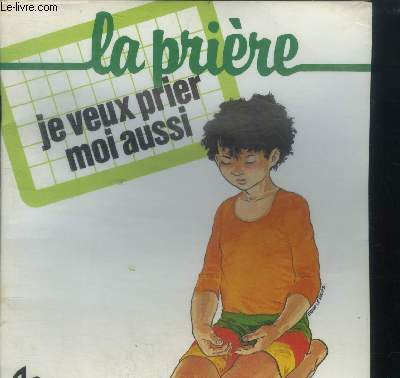 le-livre.com
la prière
je veux prier
moi aussi